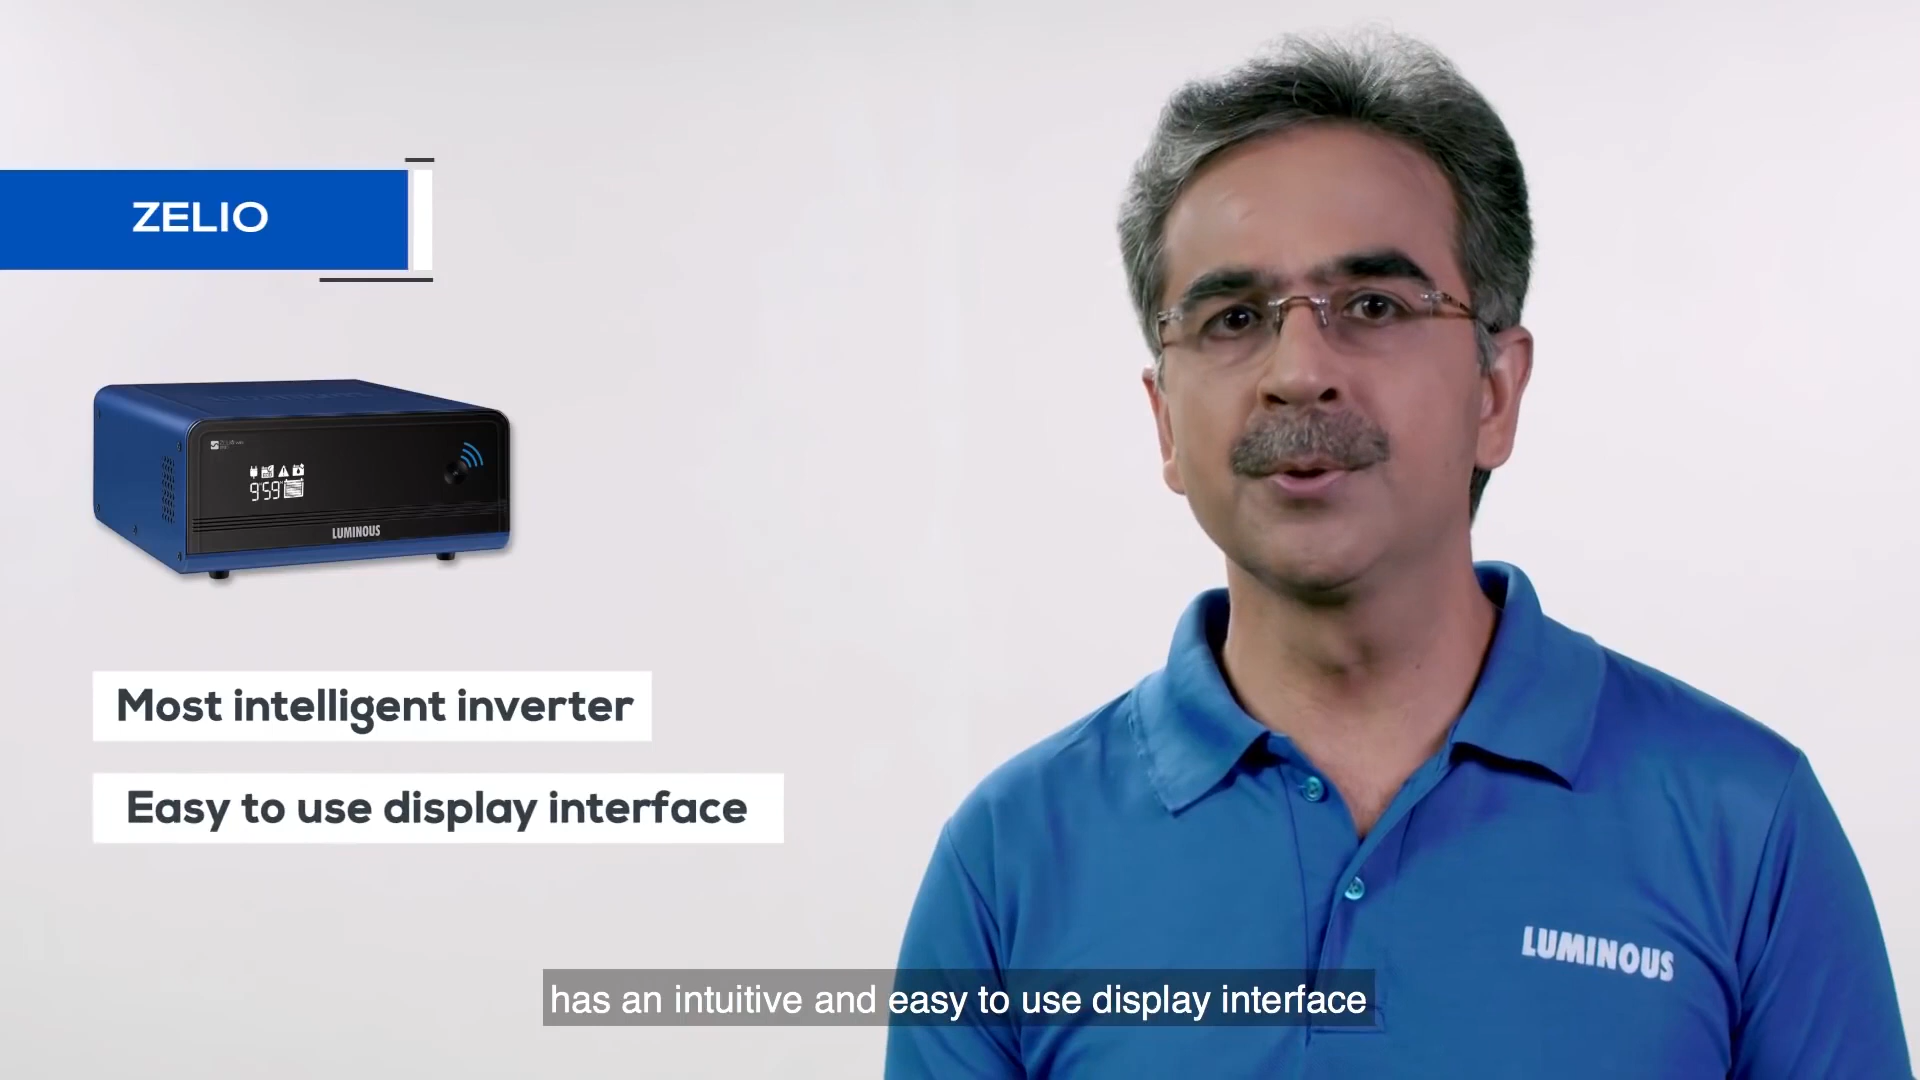 ZELIO
9:59
LUMINOUS
Most intelligent inverter
Easy to use display interface
LUMINOUS
has an intuitive and easy to use display interface